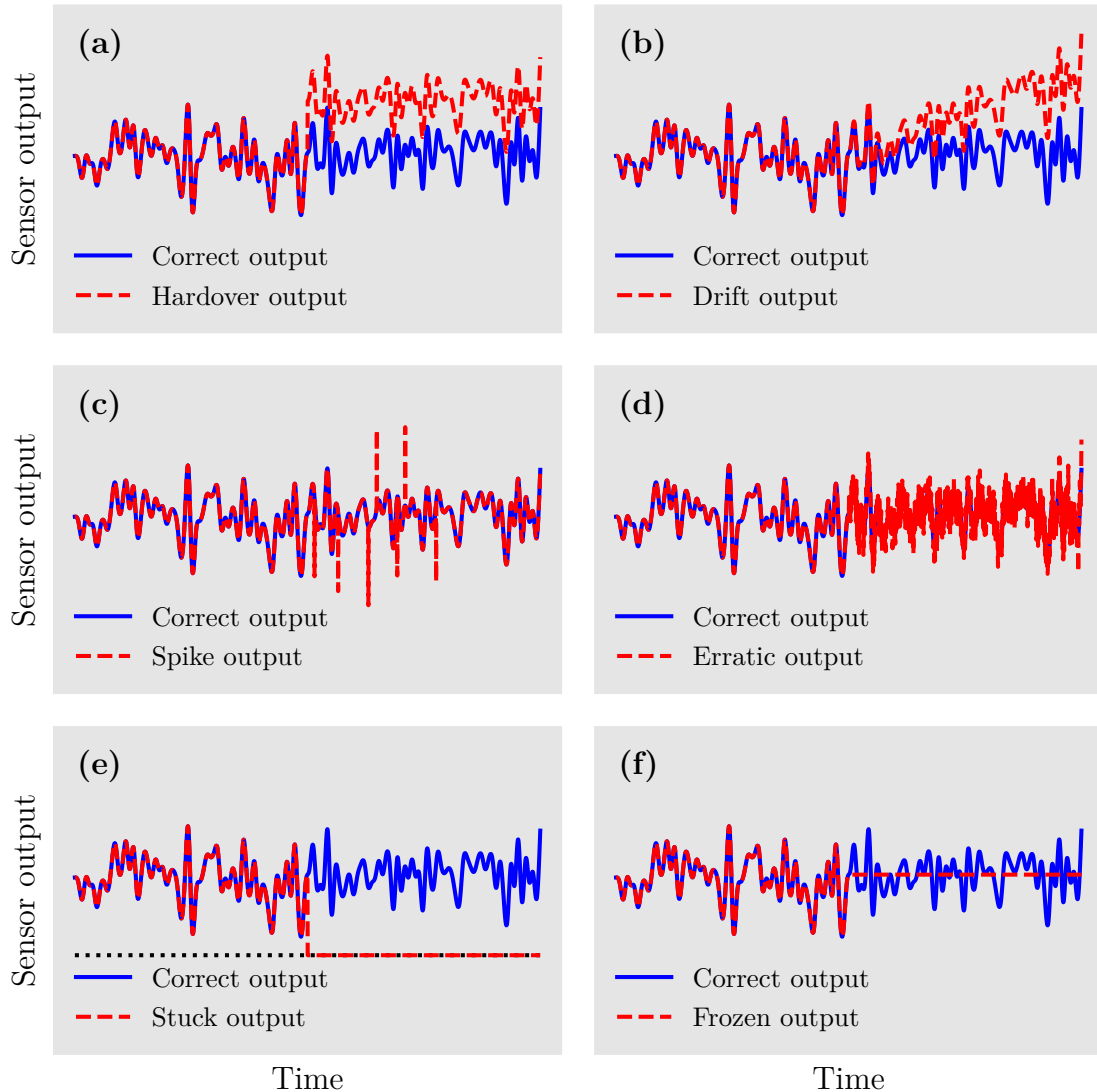 (a)
Sensor output
Correct output
Hardover output
(b)
Correct output
Drift output
(c)
Sensor output
Correct output
Spike output
(d)
Correct output
Erratic output
(e)
Sensor output
Correct output
Stuck output
Time
(f)
Correct output
Frozen output
Time